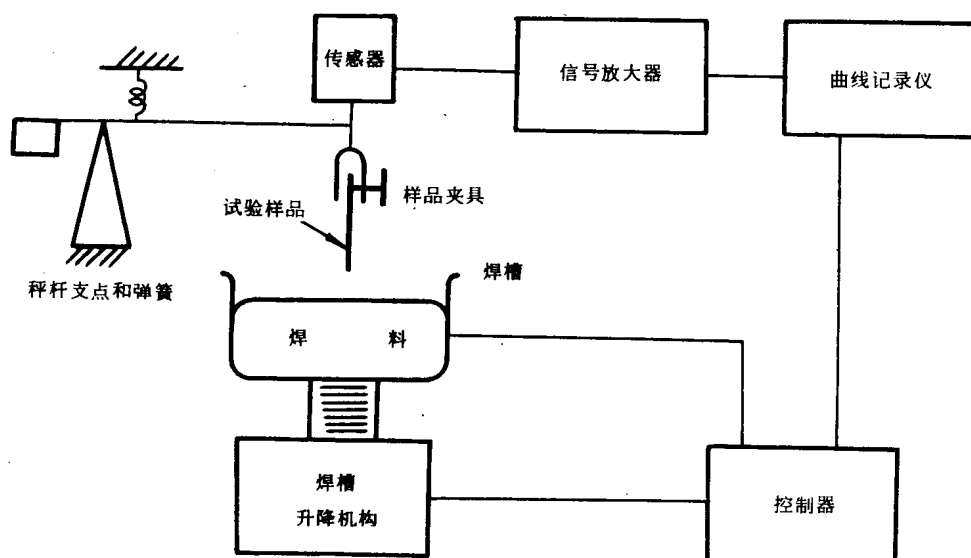 传感器
信号放大器
曲线记录仪
样品夹具
试验样品
焊槽
秤杆支点和弹簧
焊 料
焊槽
升降机构
控制器